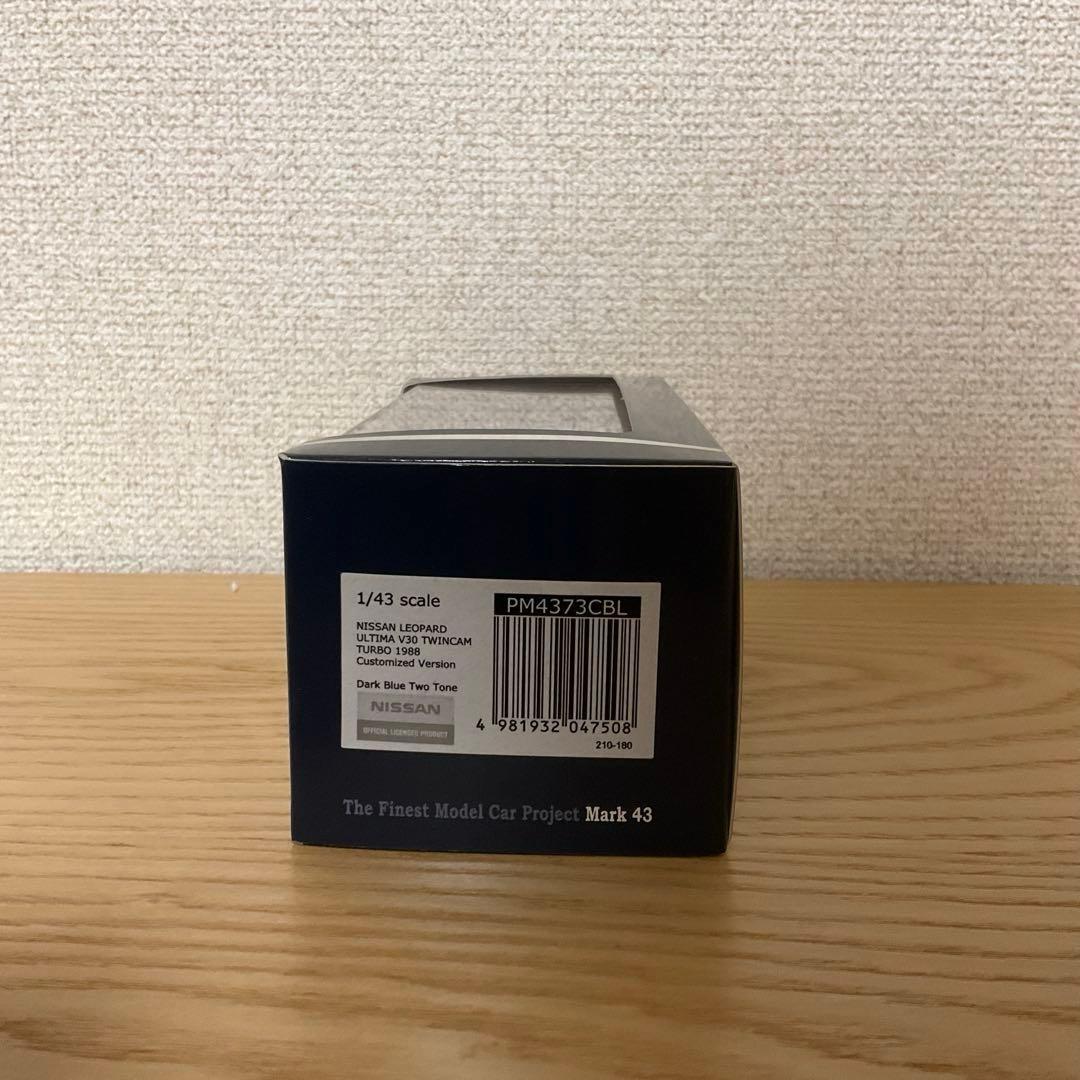 1/43 scale
NISSAN LEOPARD
ULTIMA V30 TWINCAM
TURBO 1988
Customized Version
Dark Blue Two Tone
NISSAN
OFFICIAL LICENSED PRODUCT
PM4373CBL
4 981932 047508
210-180
The Finest Model Car Project Mark 43